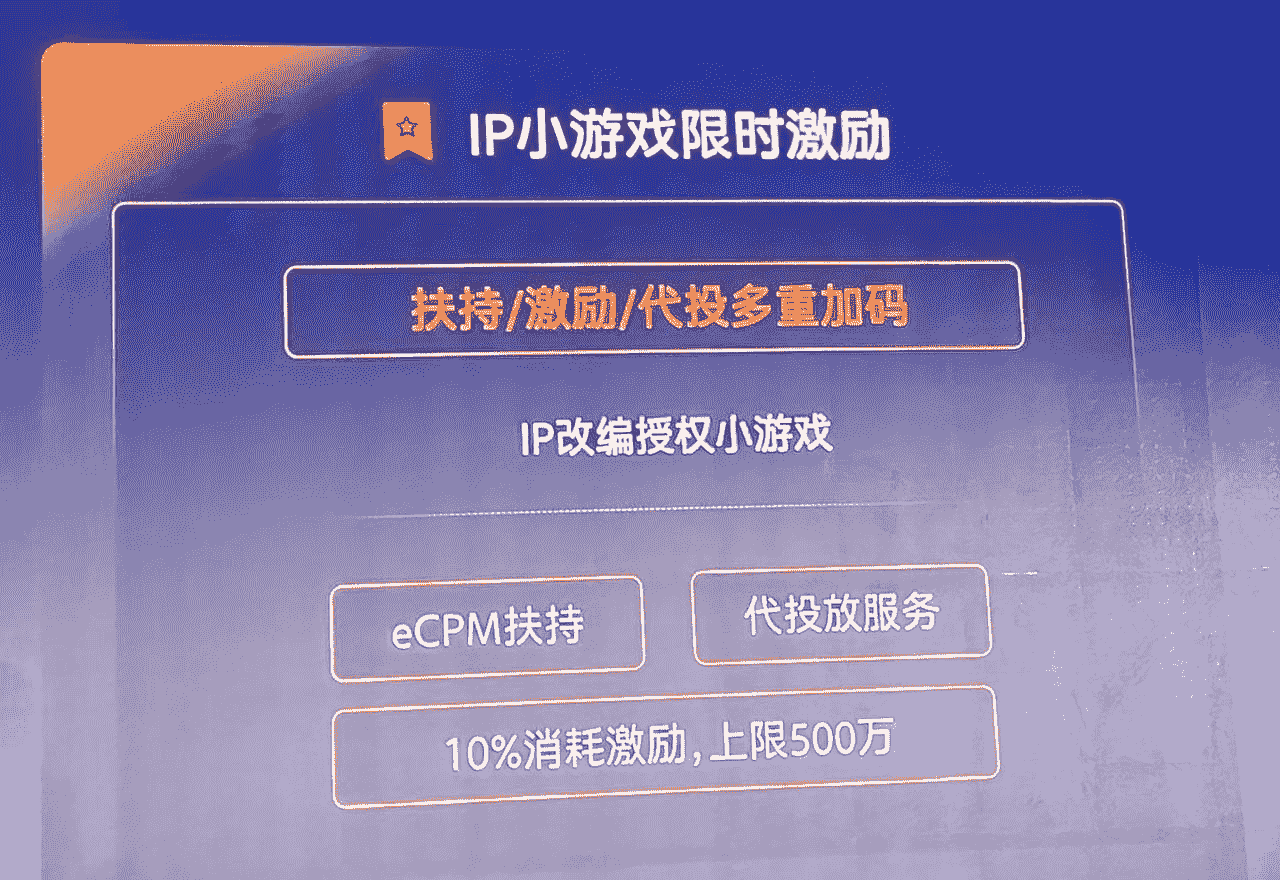 IP小游戏限时激励
扶持/激励/代投多重加码
IP改编授权小游戏
eCPM扶持
代投放服务
10%消耗激励,上限500万